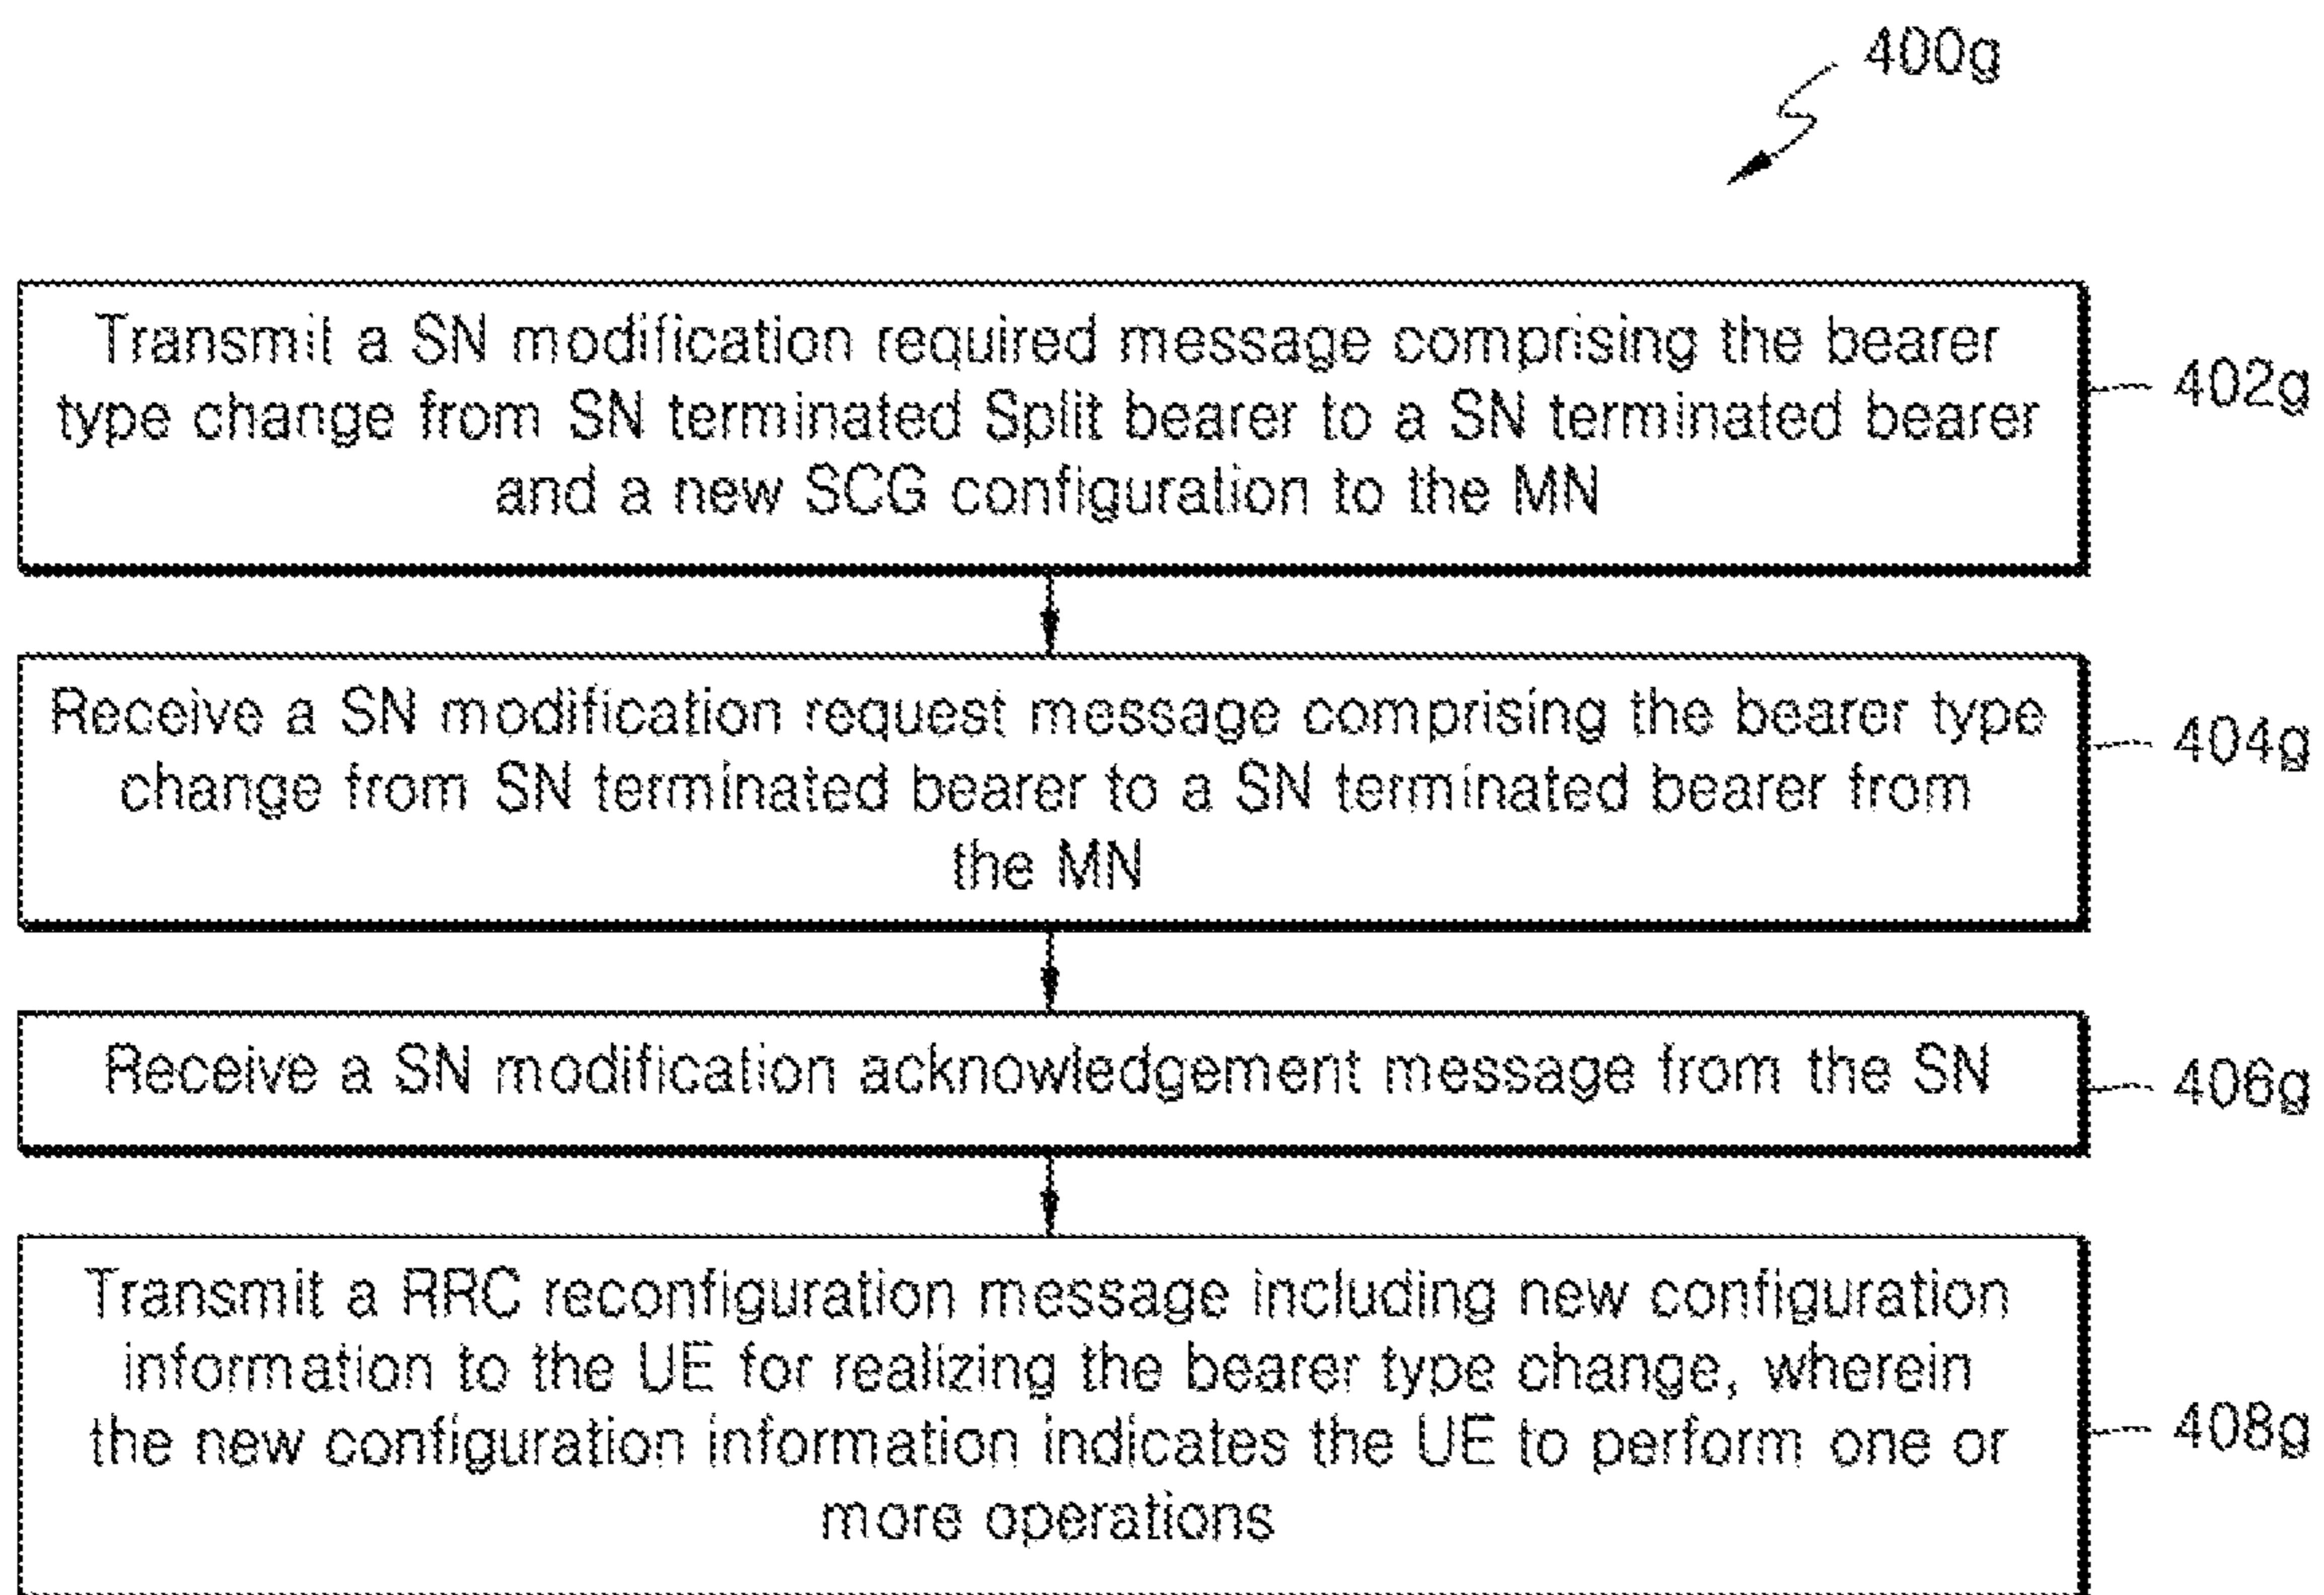 400g
Transmit a SN modification required message comprising the bearer
type change from SN terminated Split bearer to a SN terminated bearer
and a new SCG configuration to the MN
402g
Receive a SN modification request message comprising the bearer type
change from SN terminated bearer to a SN terminated bearer from
the MN
404g
Receive a SN modification acknowledgement message from the SN
406g
Transmit a RRC reconfiguration message including new configuration
information to the UE for realizing the bearer type change, wherein
the new configuration information indicates the UE to perform one or
more operations
408g